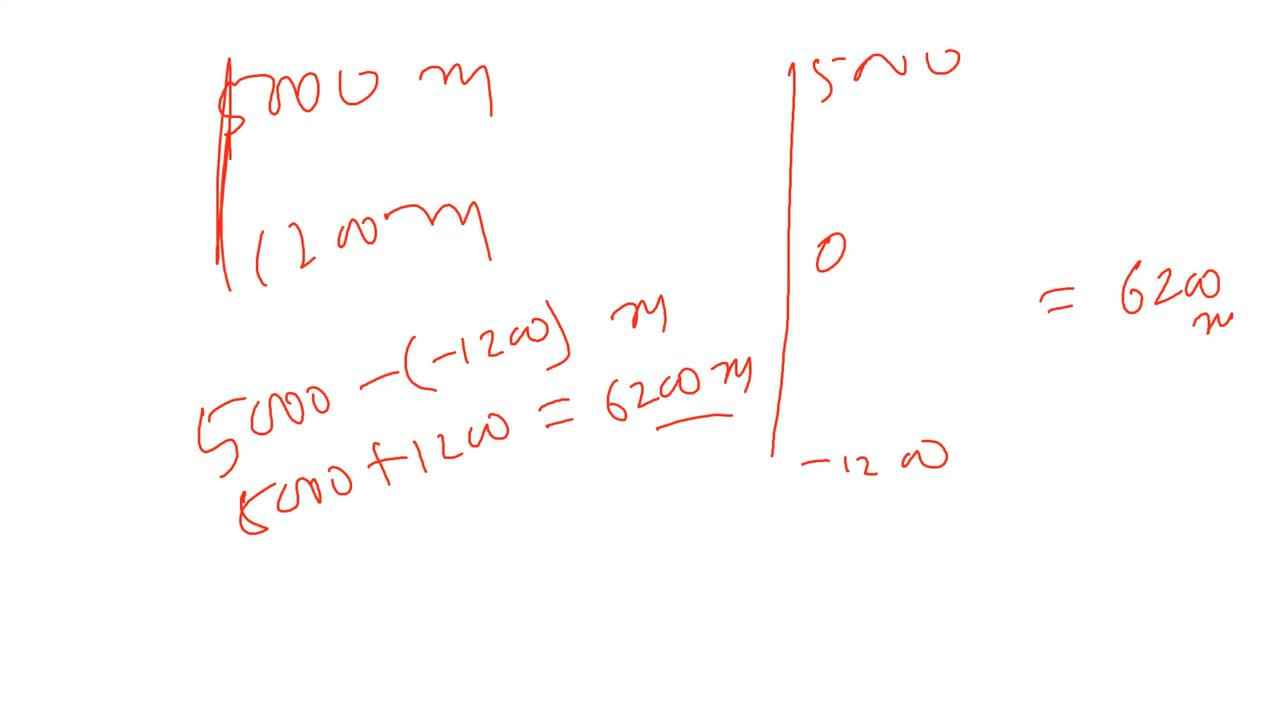 5000 m
1200 m
5000 - (-1200) m
5000 + 1200 = 6200 m
5000
0
= 6200
m
-1200